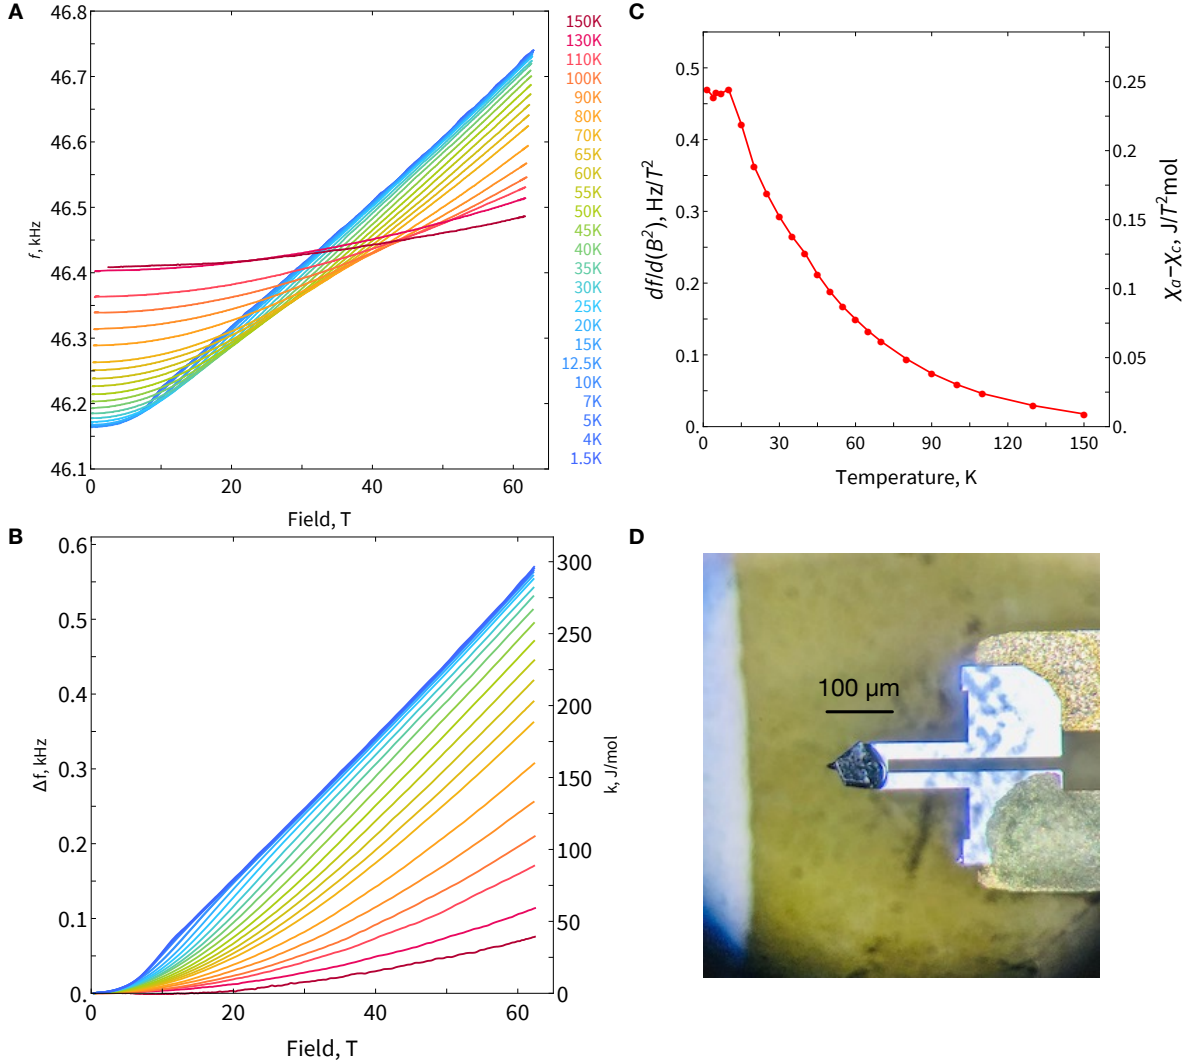 A
46.8
46.7
46.6
46.5
46.4
46.3
46.2
46.1
f, kHz
0
20
40
60
Field, T
150K
130K
110K
100K
90K
80K
70K
65K
60K
55K
50K
45K
40K
35K
30K
25K
20K
15K
12.5K
10K
7K
5K
4K
1.5K
B
0.6
0.5
0.4
0.3
0.2
0.1
0.
Δf, kHz
300
250
200
150
100
50
0
k, J/mol
0
20
40
60
Field, T
C
0.5
0.4
0.3
0.2
0.1
0.
df/d(B²), Hz/T²
0.25
0.2
0.15
0.1
0.05
0.
χa−χc, J/T²mol
0
30
60
90
120
150
Temperature, K
D
100 μm